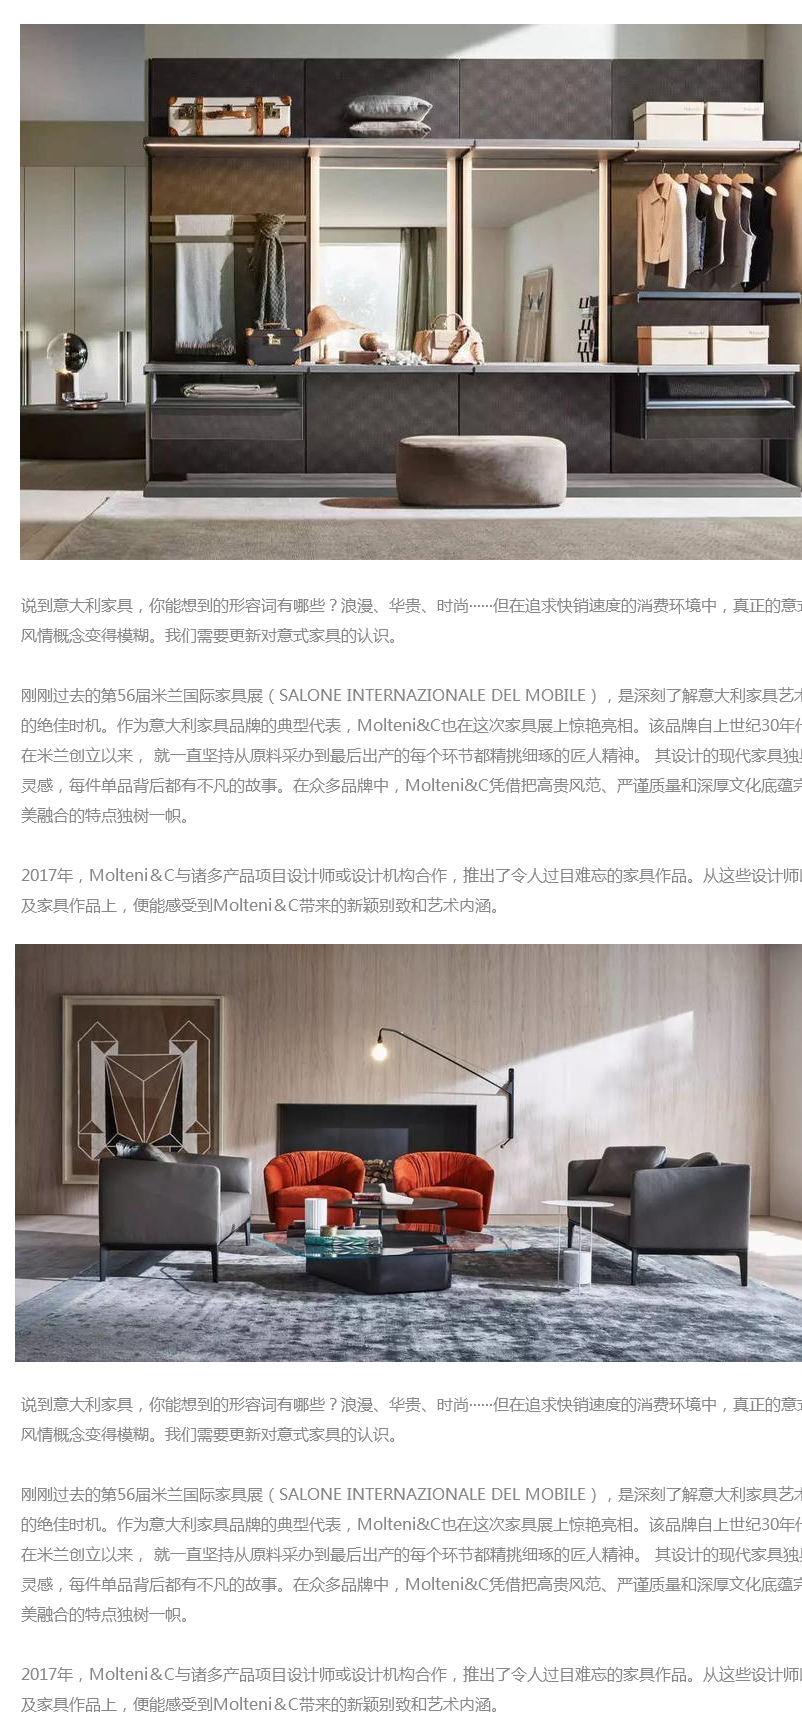 说到意大利家具，你能想到的形容词有哪些？浪漫、华贵、时尚······但在追求快销速度的消费环境中，真正的意
风情概念变得模糊。我们需要更新对意式家具的认识。
刚刚过去的第56届米兰国际家具展（SALONE INTERNAZIONALE DEL MOBILE），是深刻了解意大利家具艺
的绝佳时机。作为意大利家具品牌的典型代表，Molteni&C也在这次家具展上惊艳亮相。该品牌自上世纪30年
在米兰创立以来， 就一直坚持从原料采办到最后出产的每个环节都精挑细琢的匠人精神。 其设计的现代家具独
灵感，每件单品背后都有不凡的故事。在众多品牌中，Molteni&C凭借把高贵风范、严谨质量和深厚文化底蕴完
美融合的特点独树一帜。
2017年，Molteni＆C与诸多产品项目设计师或设计机构合作，推出了令人过目难忘的家具作品。从这些设计师
及家具作品上，便能感受到Molteni＆C带来的新颖别致和艺术内涵。
说到意大利家具，你能想到的形容词有哪些？浪漫、华贵、时尚······但在追求快销速度的消费环境中，真正的意
风情概念变得模糊。我们需要更新对意式家具的认识。
刚刚过去的第56届米兰国际家具展（SALONE INTERNAZIONALE DEL MOBILE），是深刻了解意大利家具艺
的绝佳时机。作为意大利家具品牌的典型代表，Molteni&C也在这次家具展上惊艳亮相。该品牌自上世纪30年
在米兰创立以来， 就一直坚持从原料采办到最后出产的每个环节都精挑细琢的匠人精神。 其设计的现代家具独
灵感，每件单品背后都有不凡的故事。在众多品牌中，Molteni&C凭借把高贵风范、严谨质量和深厚文化底蕴完
美融合的特点独树一帜。
2017年，Molteni＆C与诸多产品项目设计师或设计机构合作，推出了令人过目难忘的家具作品。从这些设计师
及家具作品上，便能感受到Molteni＆C带来的新颖别致和艺术内涵。